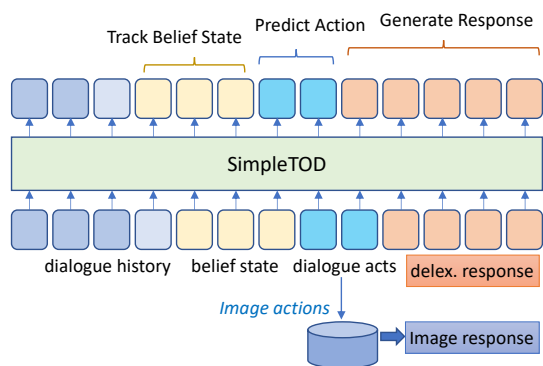 Generate Response
Predict Action
Track Belief State
SimpleTOD
dialogue history
belief state
dialogue acts
delex. response
Image actions
Image response